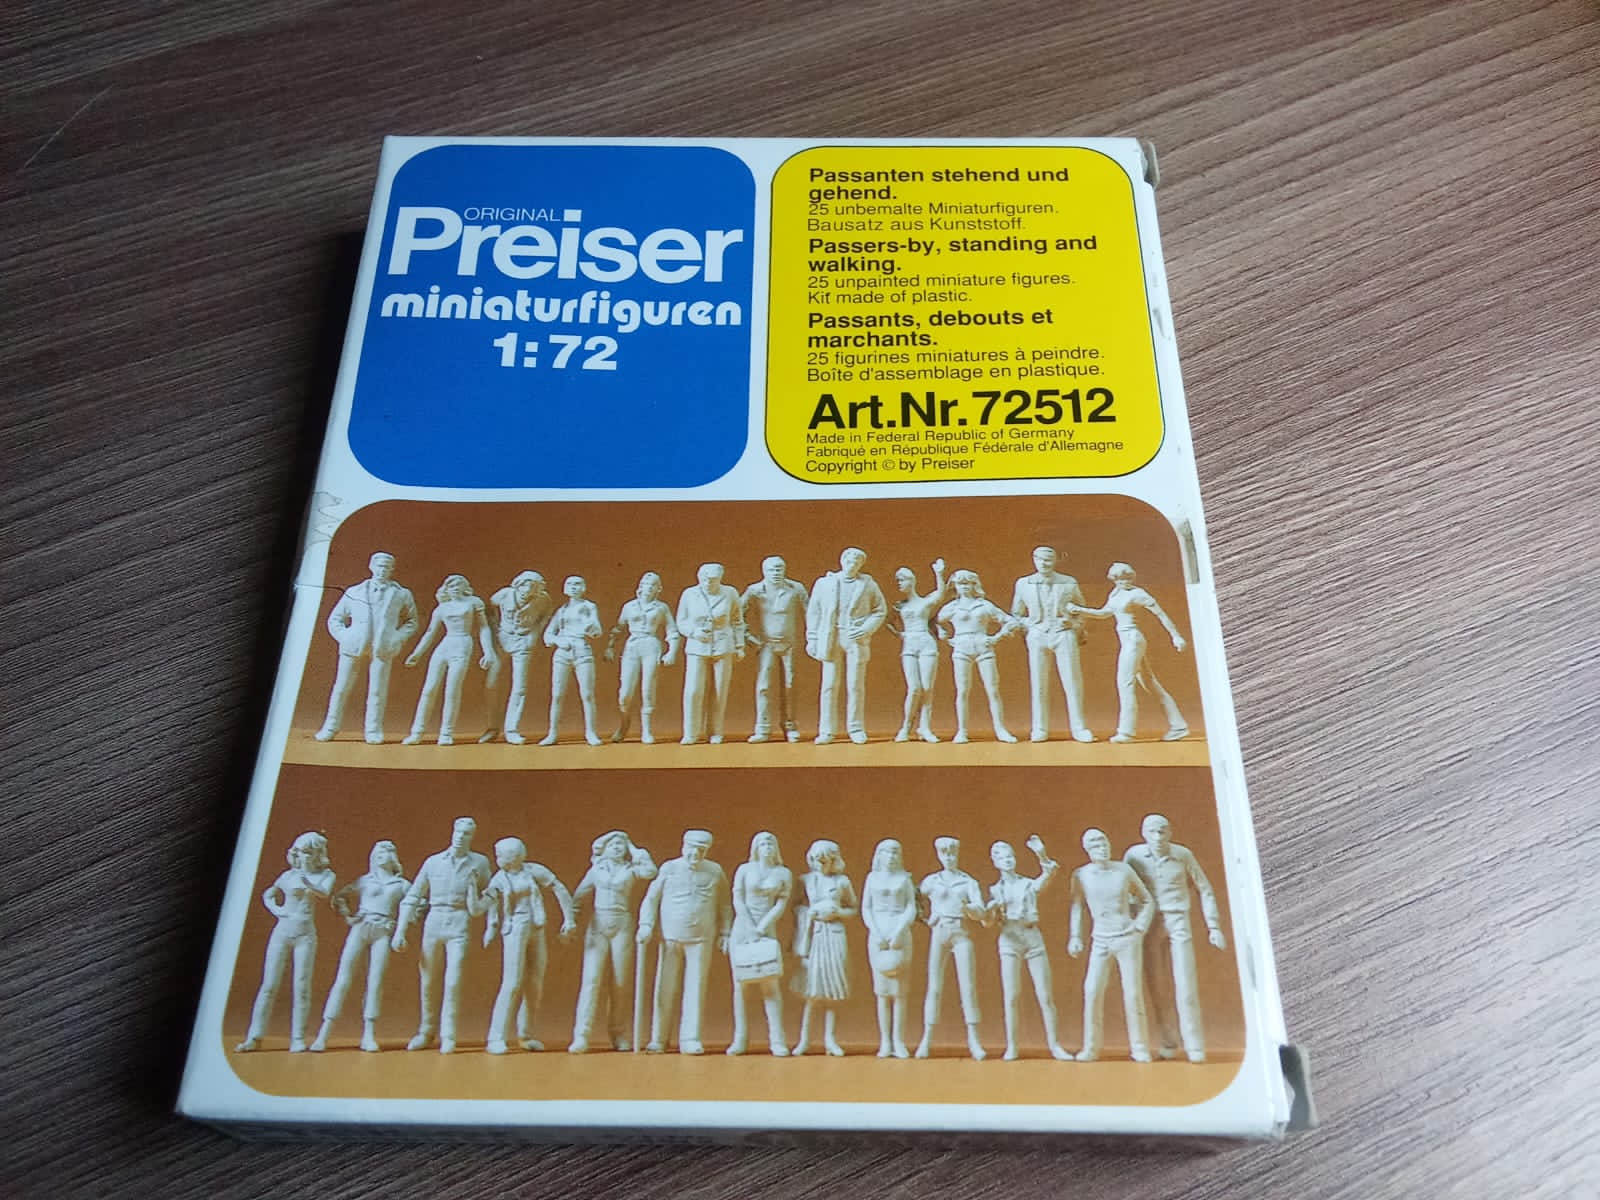 ORIGINAL
Preiser
miniaturfiguren
1:72
Passanten stehend und
gehend.
25 unbemalte Miniaturfiguren.
Bausatz aus Kunststoff.
Passers-by, standing and
walking.
25 unpainted miniature figures.
Kit made of plastic.
Passants, debouts et
marchants.
25 figurines miniatures à peindre.
Boîte d'assemblage en plastique.
Art.Nr.72512
Made in Federal Republic of Germany
Fabriqué en République Fédérale d'Allemagne
Copyright © by Preiser